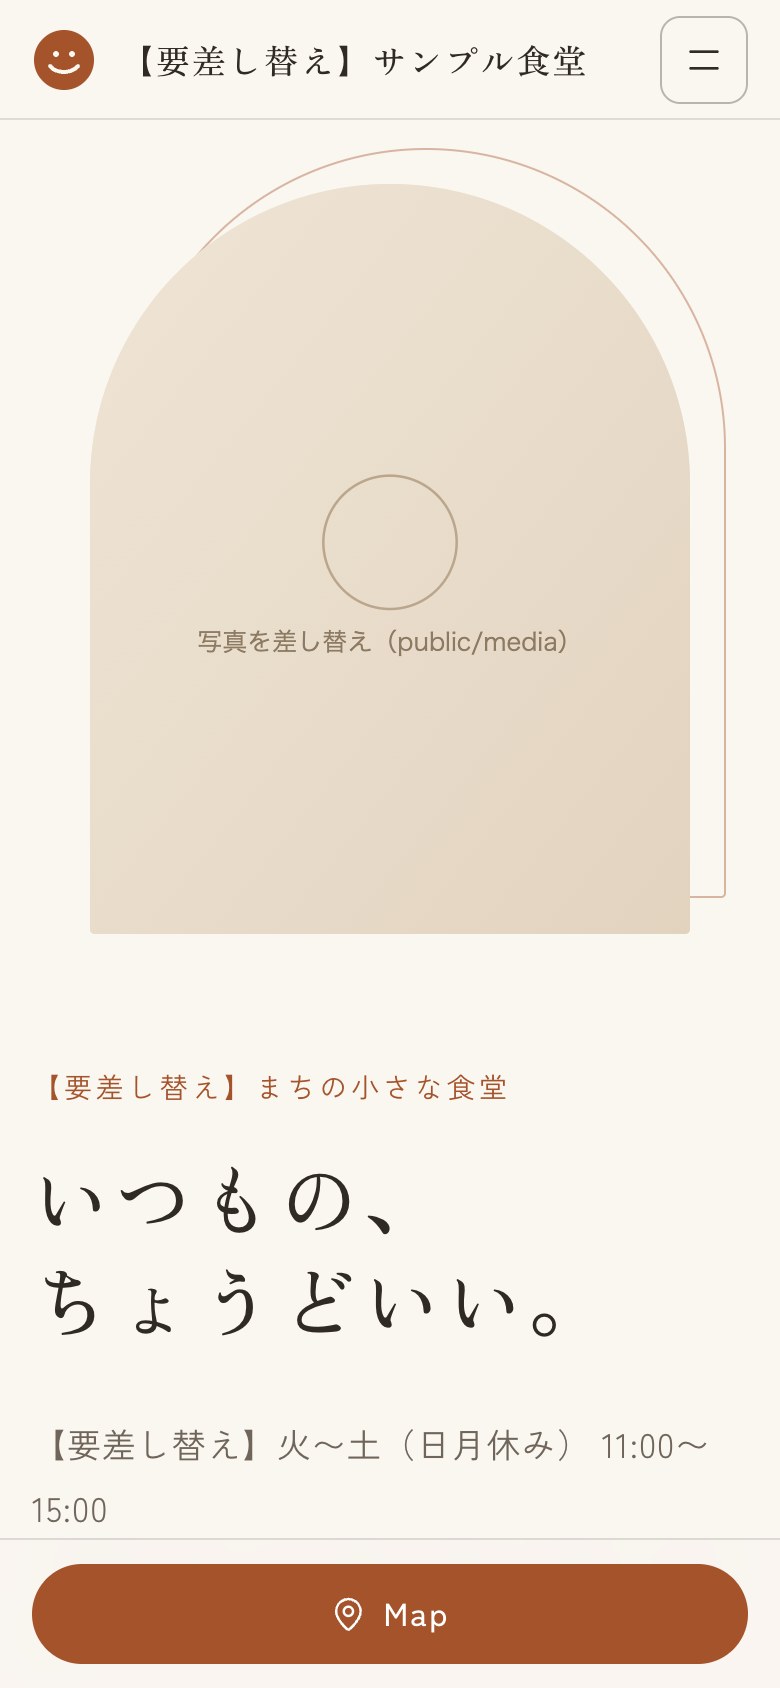 【要差し替え】サンプル食堂
写真を差し替え（public/media）
【要差し替え】まちの小さな食堂
いつもの、
ちょうどいい。
【要差し替え】火〜土（日月休み） 11:00〜
15:00
Map